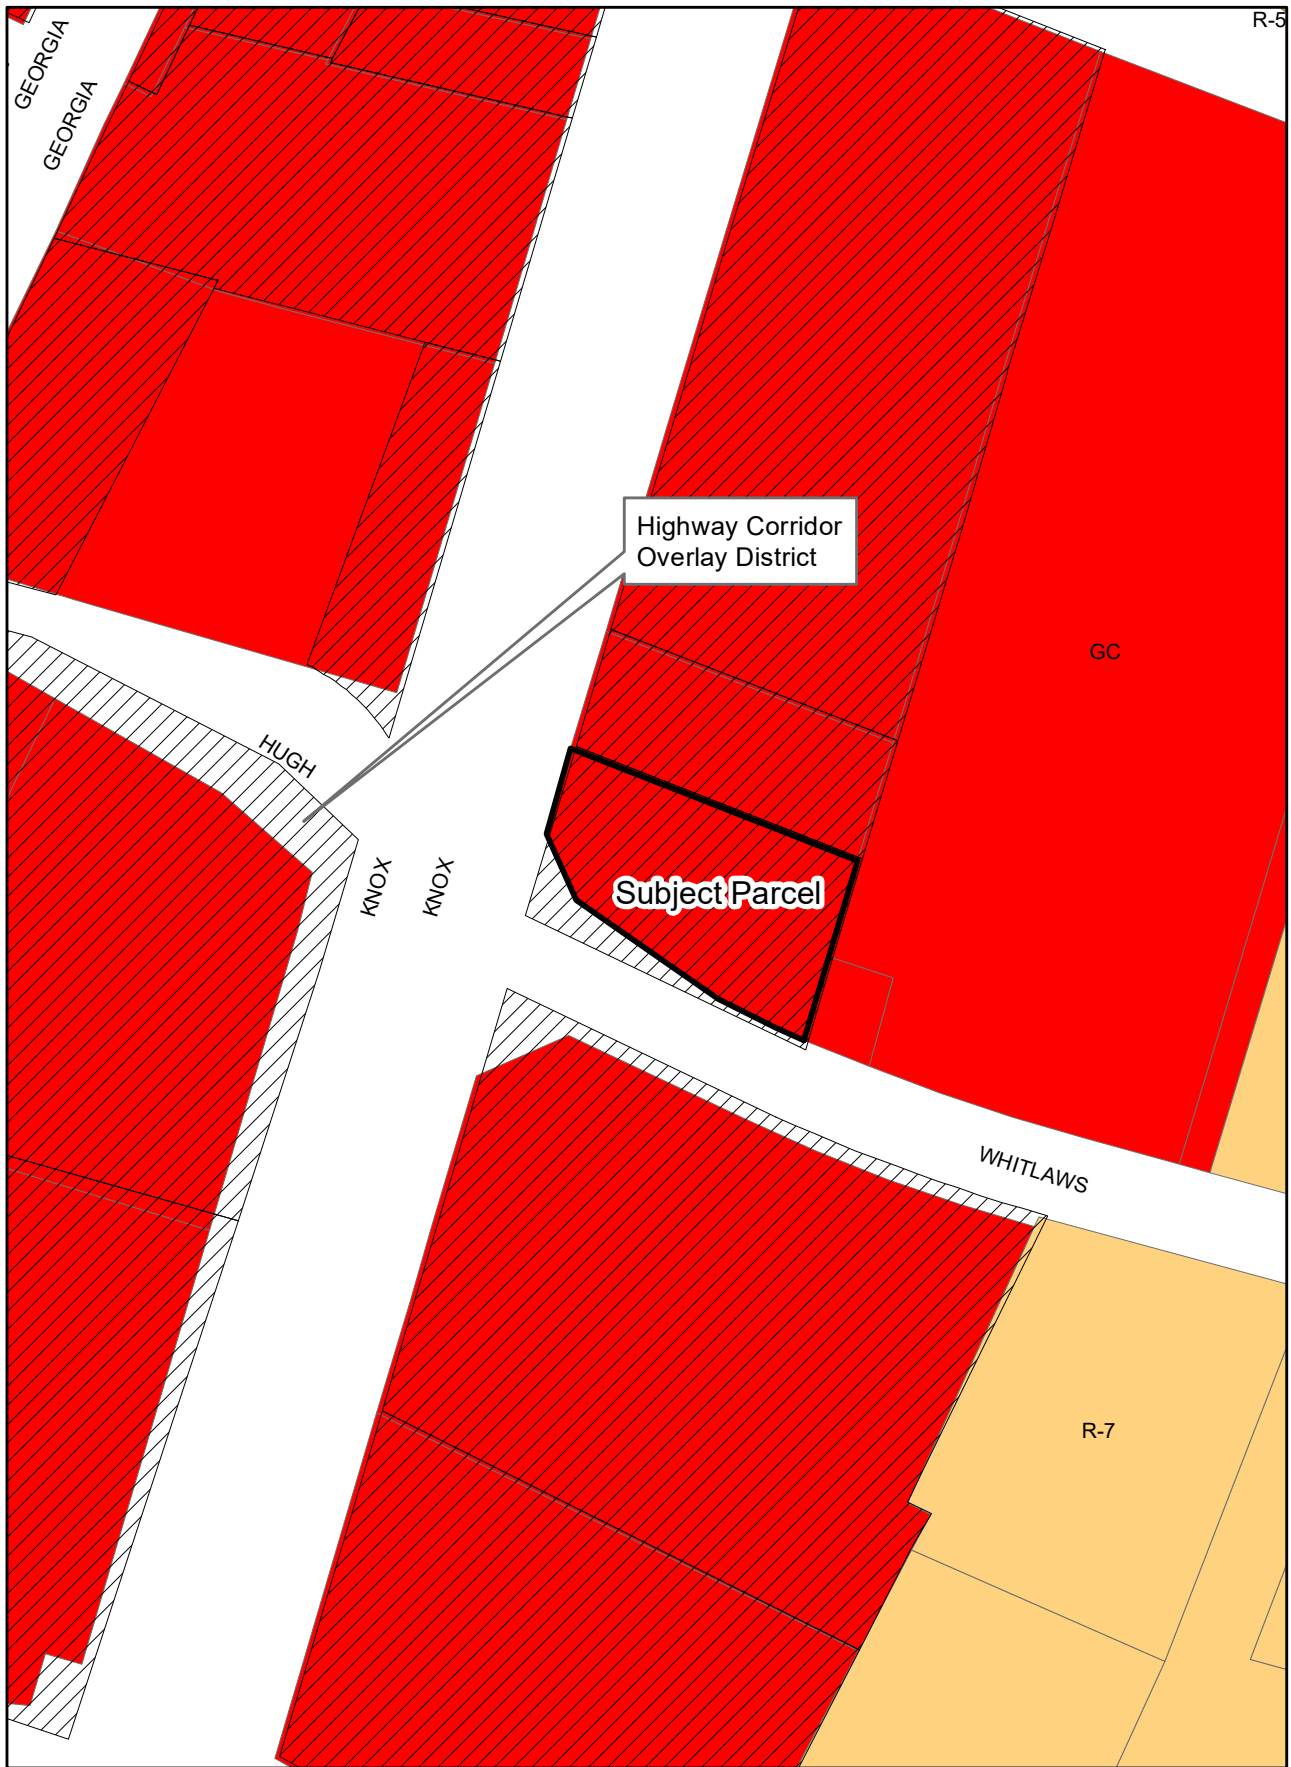 R-5
GEORGIA
GEORGIA
Highway Corridor
Overlay District
GC
HUGH
KNOX
KNOX
Subject Parcel
WHITLAWS
R-7